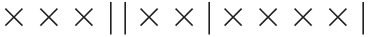 × × × | | × × | × × × × |